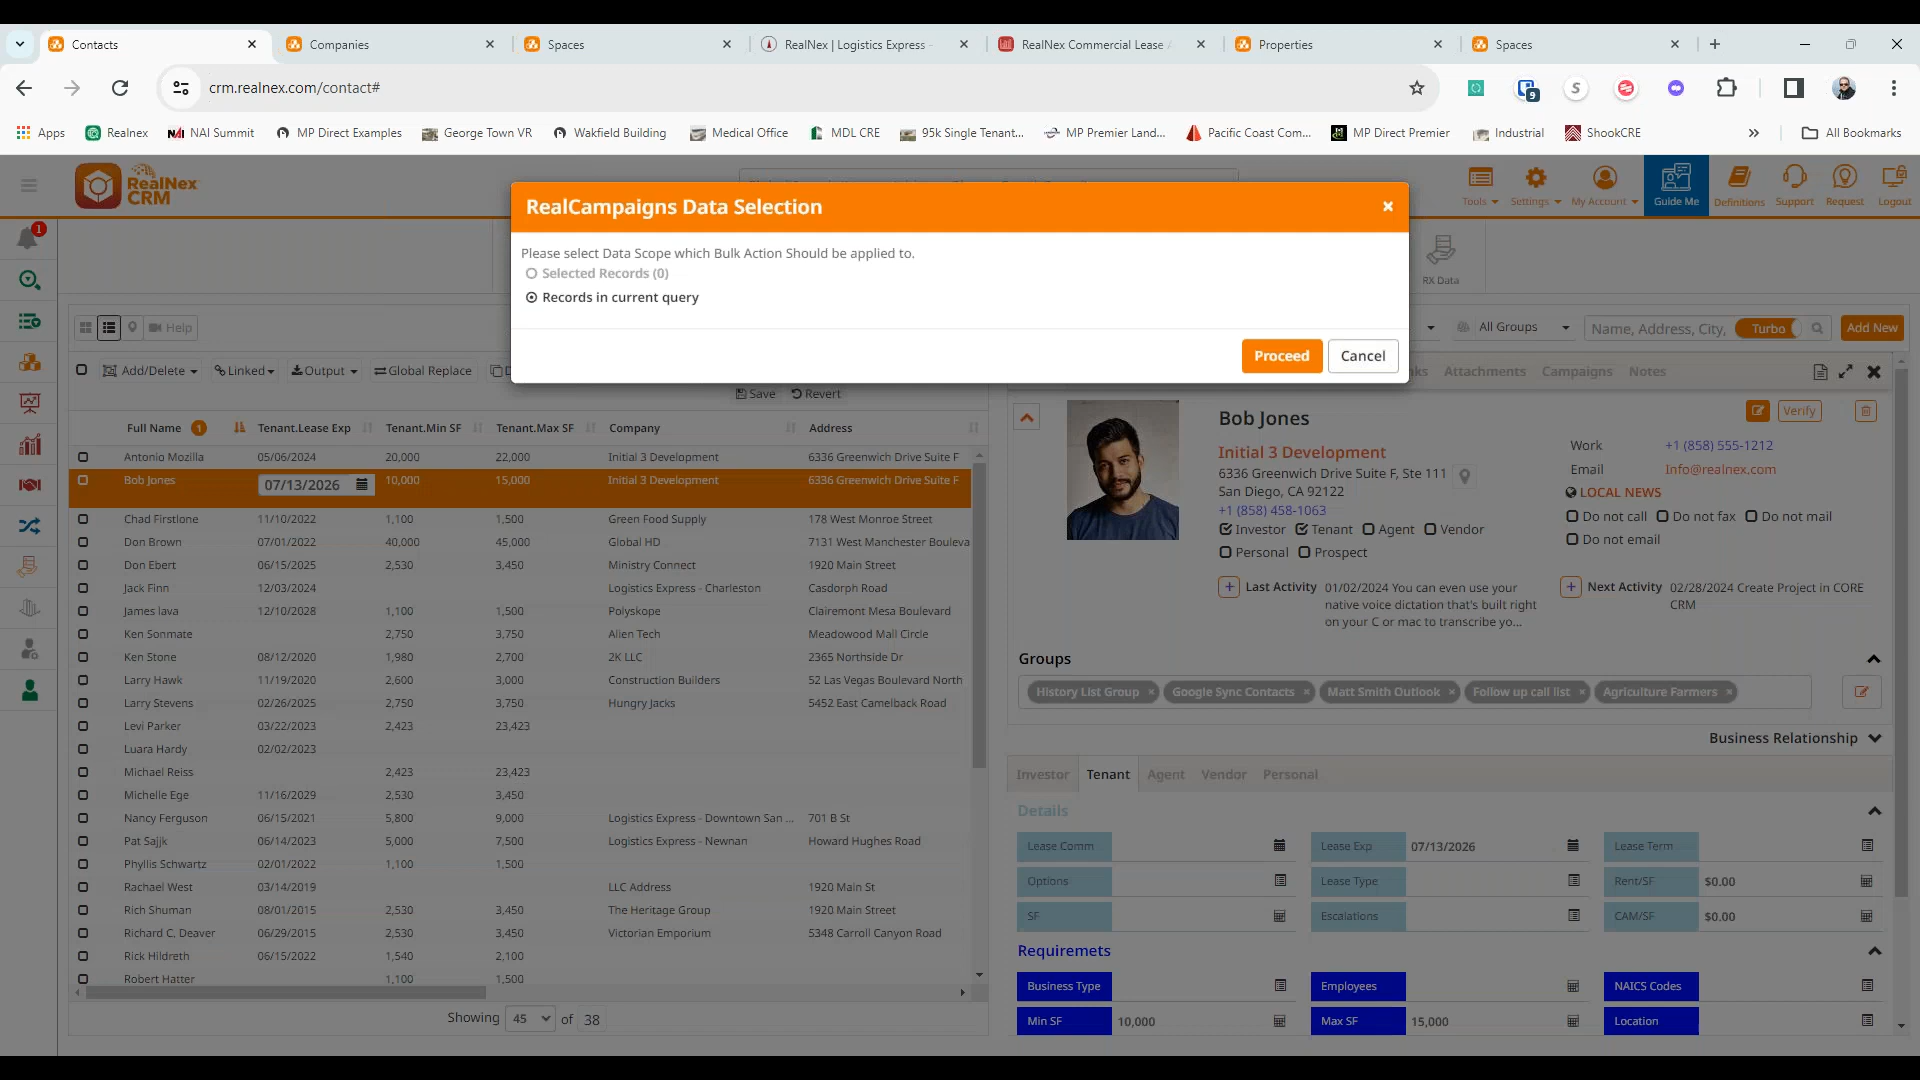 Contacts
Companies
Spaces
RealNex | Logistics Express -
RealNex Commercial Lease
Properties
Spaces
crm.realnex.com/contact#
9
Apps
Realnex
NAI Summit
MP Direct Examples
George Town VR
Wakfield Building
Medical Office
MDL CRE
95k Single Tenant...
MP Premier Land...
Pacific Coast Com...
MP Direct Premier
Industrial
ShookCRE
All Bookmarks
RealNex
CRM
Tools
Settings
My Account
Guide Me
Definitions
Support
Request
Logout
RealCampaigns Data Selection
Please select Data Scope which Bulk Action Should be applied to.
Selected Records (0)
Records in current query
Proceed
Cancel
1
RX Data
Help
All Groups
Name, Address, City,
Turbo
Add New
Add/Delete
Linked
Output
Global Replace
Attachments
Campaigns
Notes
Save
Revert
Full Name 1 Tenant.Lease Exp Tenant.Min SF Tenant.Max SF Company Address
Antonio Mozilla 05/06/2024 20,000 22,000 Initial 3 Development 6336 Greenwich Drive Suite F
Bob Jones 07/13/2026 10,000 15,000 Initial 3 Development 6336 Greenwich Drive Suite F
Chad Firstlone 11/10/2022 1,100 1,500 Green Food Supply 178 West Monroe Street
Don Brown 07/01/2022 40,000 45,000 Global HD 7131 West Manchester Bouleva
Don Ebert 06/15/2025 2,530 3,450 Ministry Connect 1920 Main Street
Jack Finn 12/03/2024 Logistics Express - Charleston Casdorph Road
James lava 12/10/2028 1,100 1,500 Polyskope Clairemont Mesa Boulevard
Ken Sonmate 2,750 3,750 Alien Tech Meadowood Mall Circle
Ken Stone 08/12/2020 1,980 2,700 2K LLC 2365 Northside Dr
Larry Hawk 11/19/2020 2,600 3,000 Construction Builders 52 Las Vegas Boulevard North
Larry Stevens 02/26/2025 2,750 3,750 Hungry Jacks 5452 East Camelback Road
Levi Parker 03/22/2023 2,423 23,423
Luara Hardy 02/02/2023
Michael Reiss 2,423 23,423
Michelle Ege 11/16/2029 2,530 3,450
Nancy Ferguson 06/15/2021 5,800 9,000 Logistics Express - Downtown San ... 701 B St
Pat Sajjk 06/14/2023 5,000 7,500 Logistics Express - Newnan Howard Hughes Road
Phyllis Schwartz 02/01/2022 1,100 1,500
Rachael West 03/14/2019 LLC Address 1920 Main St
Rich Shuman 08/01/2015 2,530 3,450 The Heritage Group 1920 Main Street
Richard C. Deaver 06/29/2015 2,530 3,450 Victorian Emporium 5348 Carroll Canyon Road
Rick Hildreth 06/15/2022 1,540 2,100
Robert Hatter 1,100 1,500
Showing 45 of 38
Bob Jones
Verify
Initial 3 Development
6336 Greenwich Drive Suite F, Ste 111
San Diego, CA 92122
+1 (858) 458-1063
Investor Tenant Agent Vendor
Personal Prospect
Work +1 (858) 555-1212
Email Info@realnex.com
LOCAL NEWS
Do not call Do not fax Do not mail
Do not email
Last Activity 01/02/2024 You can even use your
native voice dictation that's built right
on your C or mac to transcribe yo...
Next Activity 02/28/2024 Create Project in CORE
CRM
Groups
History List Group ×
Google Sync Contacts ×
Matt Smith Outlook ×
Follow up call list ×
Agriculture Farmers ×
Business Relationship
Investor Tenant Agent Vendor Personal
Details
Lease Comm Lease Exp 07/13/2026 Lease Term
Options Lease Type Rent/SF $0.00
SF Escalations CAM/SF $0.00
Requiremets
Business Type Employees NAICS Codes
Min SF 10,000 Max SF 15,000 Location